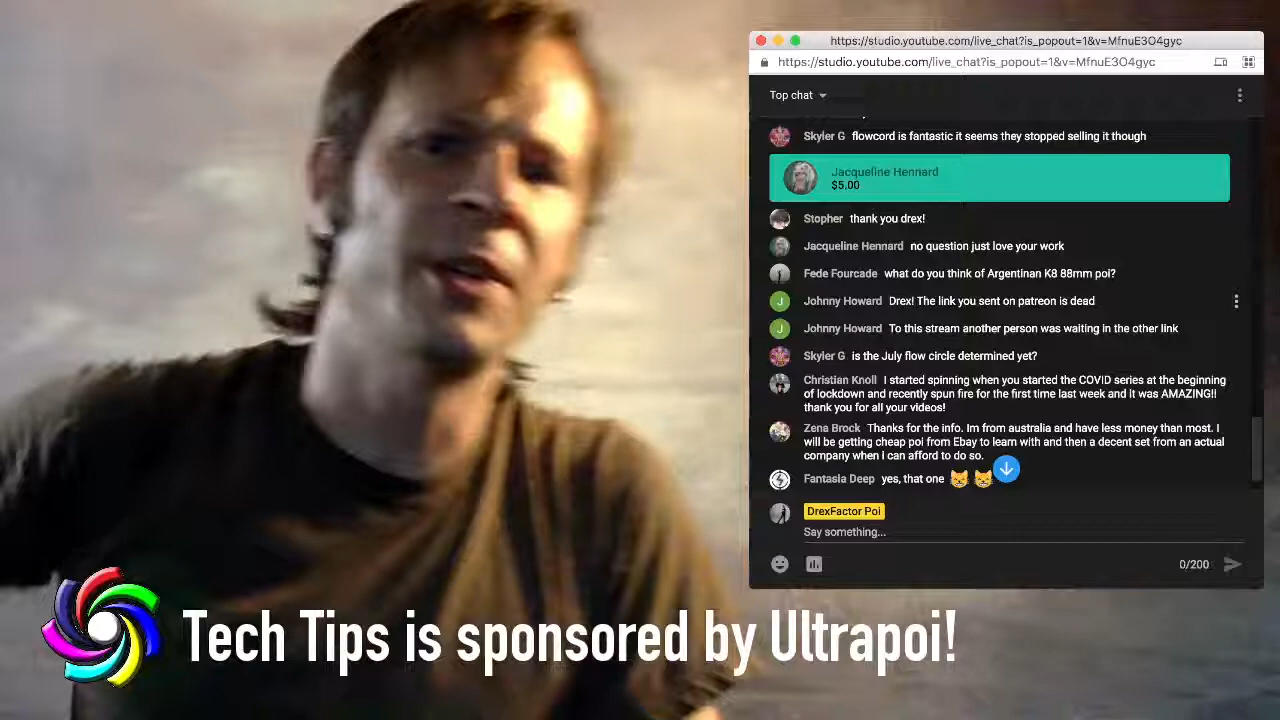 https://studio.youtube.com/live_chat?is_popout=1&v=MfnuE3O4gyc
https://studio.youtube.com/live_chat?is_popout=1&v=MfnuE3O4gyc
Top chat
Skyler G flowcord is fantastic it seems they stopped selling it though
Jacqueline Hennard
$5.00
Stopher thank you drex!
Jacqueline Hennard no question just love your work
Fede Fourcade what do you think of Argentinan K8 88mm poi?
J Johnny Howard Drex! The link you sent on patreon is dead
J Johnny Howard To this stream another person was waiting in the other link
Skyler G is the July flow circle determined yet?
Christian Knoll I started spinning when you started the COVID series at the beginning
of lockdown and recently spun fire for the first time last week and it was AMAZING!!
thank you for all your videos!
Zena Brock Thanks for the info. Im from australia and have less money than most. I
will be getting cheap poi from Ebay to learn with and then a decent set from an actual
company when i can afford to do so.
Fantasia Deep yes, that one 😺 😺
DrexFactor Poi
Say something...
0/200
Tech Tips is sponsored by Ultrapoi!